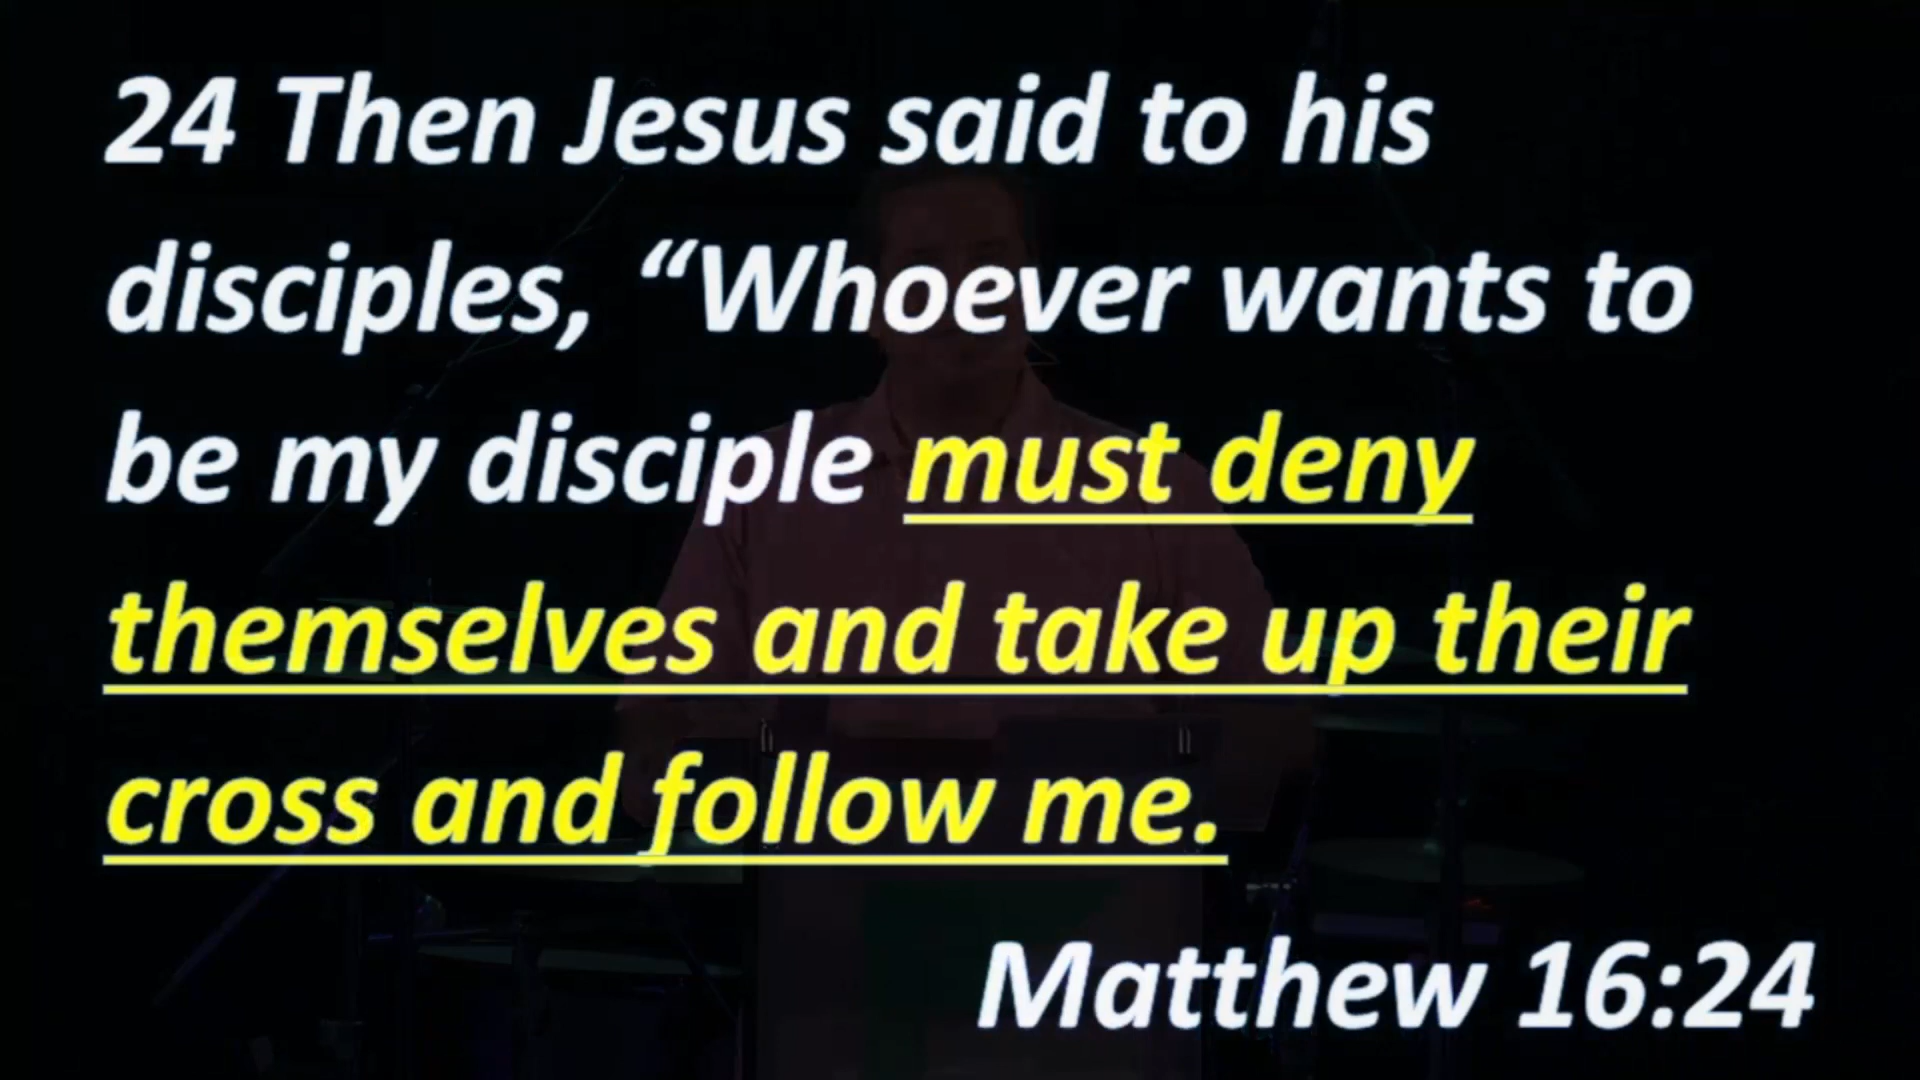 24 Then Jesus said to his
disciples, “Whoever wants to
be my disciple must deny
themselves and take up their
cross and follow me.
Matthew 16:24